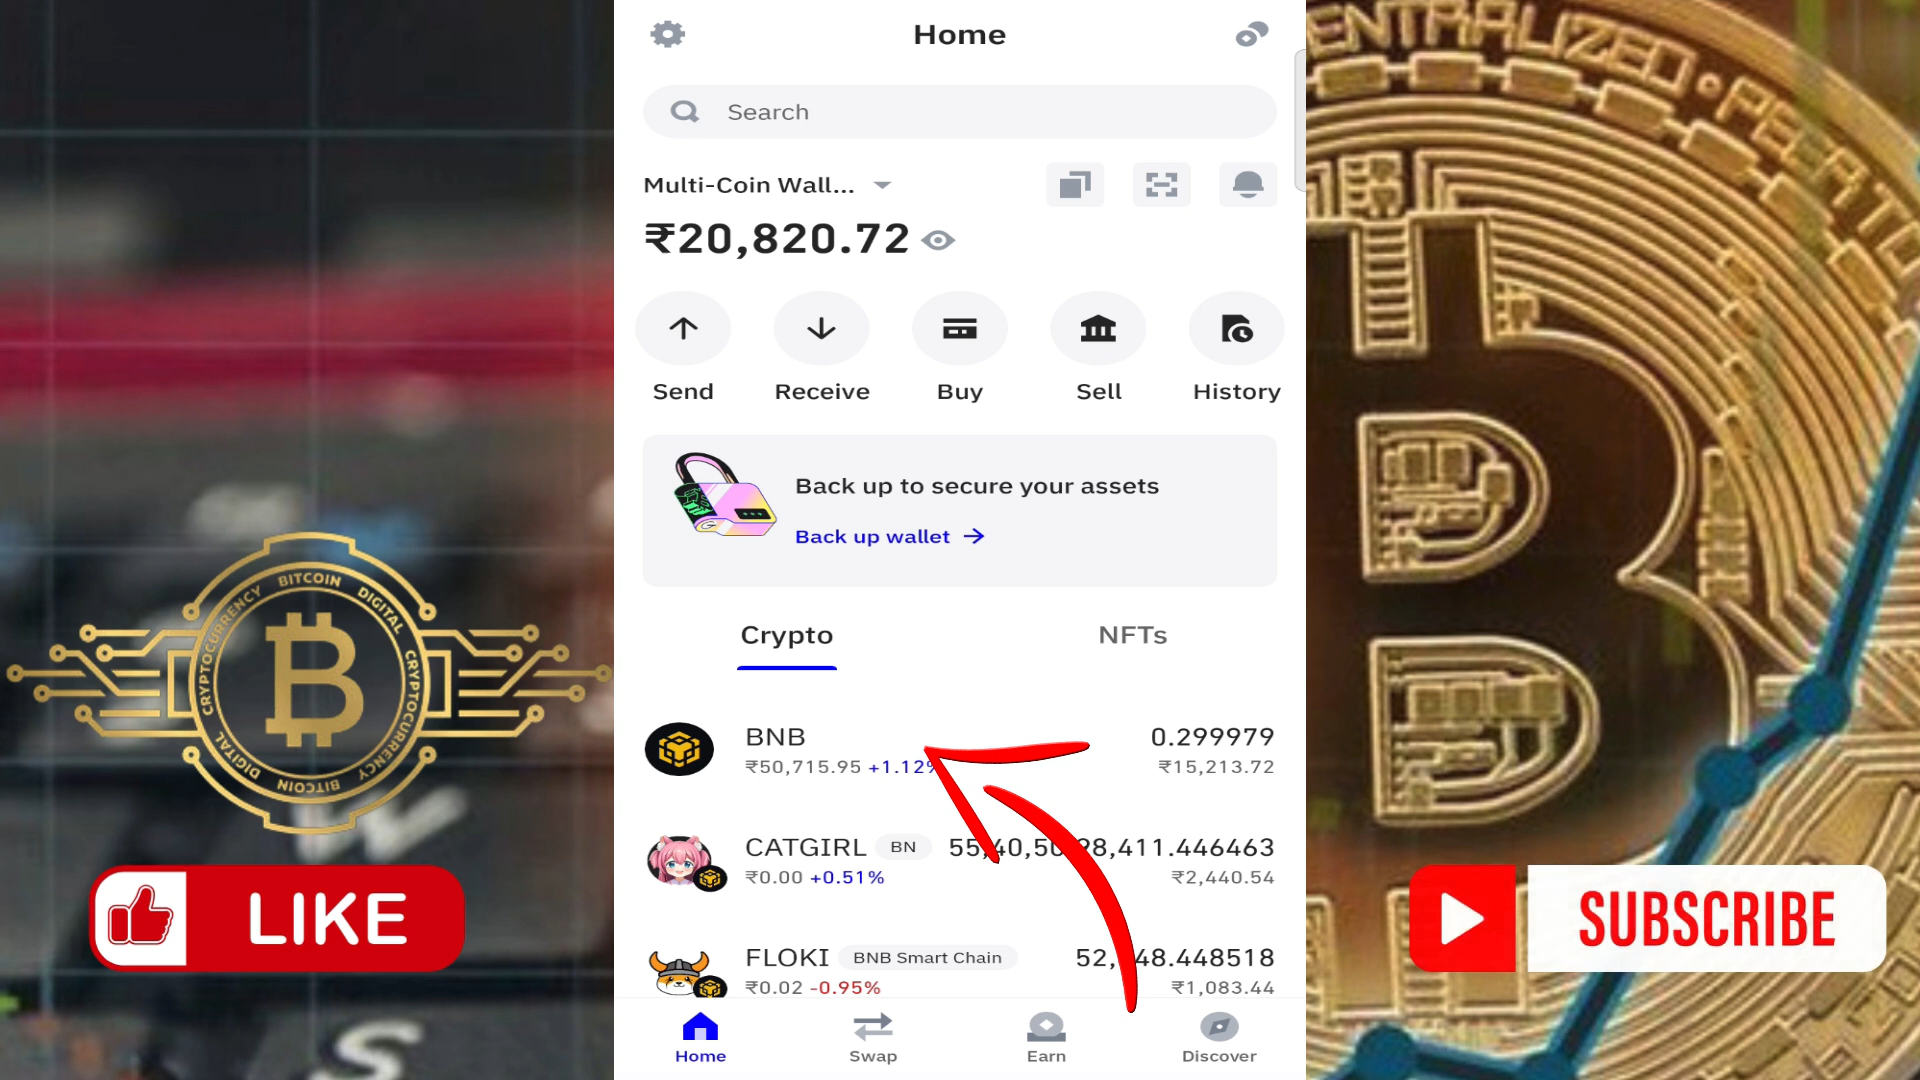 Home
Search
Multi-Coin Wall...
₹20,820.72
Send
Receive
Buy
Sell
History
Back up to secure your assets
Back up wallet →
Crypto
NFTs
BNB
0.299979
₹50,715.95 +1.12%
₹15,213.72
CATGIRL
BN
₹0.00 +0.51%
₹2,440.54
FLOKI
BNB Smart Chain
₹0.02 -0.95%
₹1,083.44
Home
Swap
Earn
Discover
BITCOIN
DIGITAL
CRYPTOCURRENCY
BITCOIN
DIGITAL
CRYPTOCURRENCY
LIKE
W
S
SUBSCRIBE